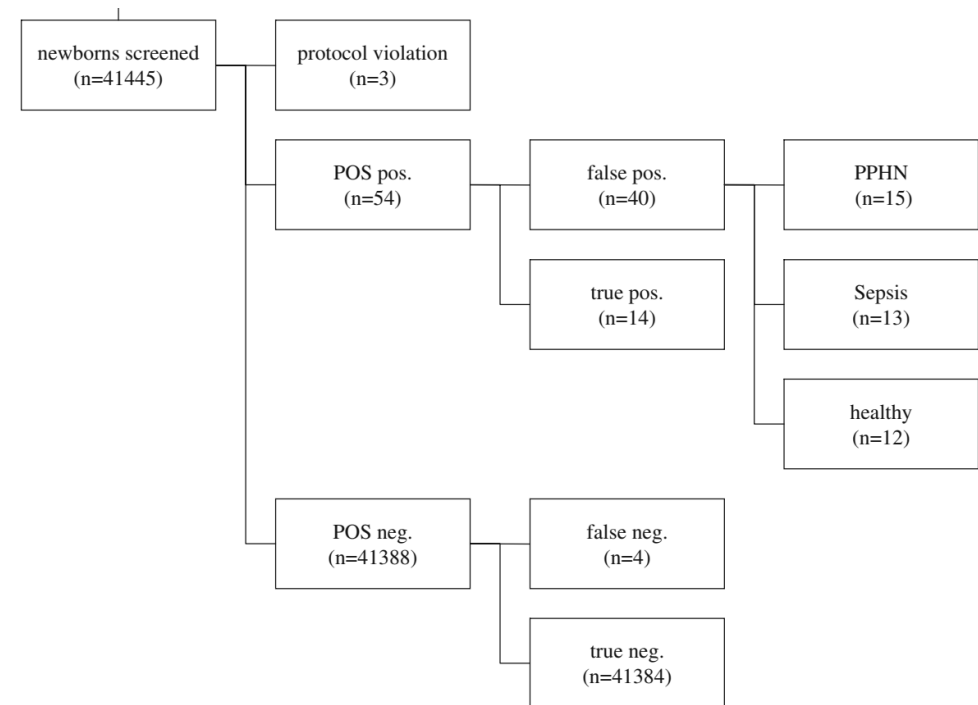 newborns screened
(n=41445)
protocol violation
(n=3)
POS pos.
(n=54)
false pos.
(n=40)
PPHN
(n=15)
true pos.
(n=14)
Sepsis
(n=13)
healthy
(n=12)
POS neg.
(n=41388)
false neg.
(n=4)
true neg.
(n=41384)